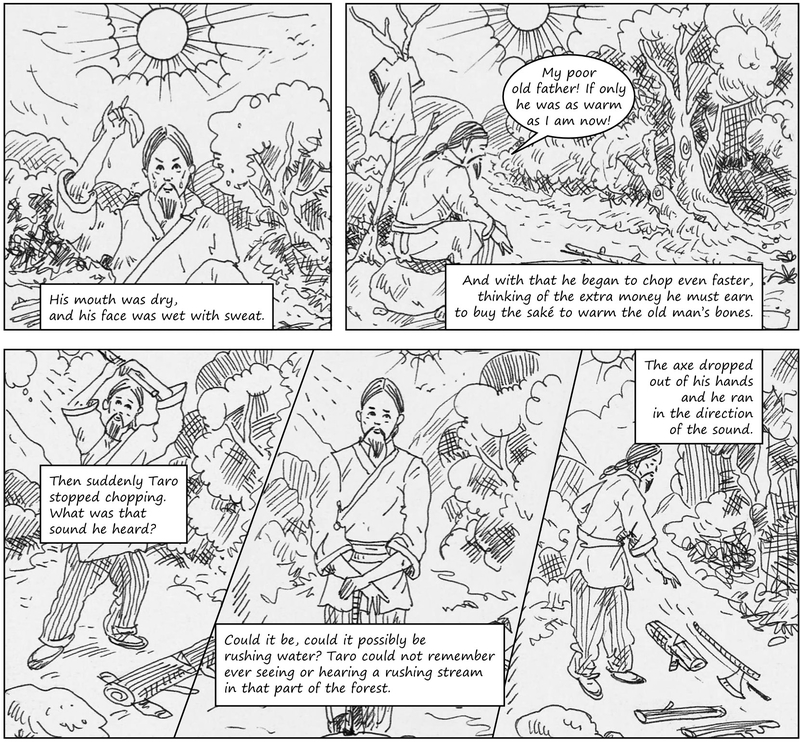 His mouth was dry,
and his face was wet with sweat.
My poor
old father! If only
he was as warm
as I am now!
And with that he began to chop even faster,
thinking of the extra money he must earn
to buy the saké to warm the old man's bones.
Then suddenly Taro
stopped chopping.
What was that
sound he heard?
Could it be, could it possibly be
rushing water? Taro could not remember
ever seeing or hearing a rushing stream
in that part of the forest.
The axe dropped
out of his hands
and he ran
in the direction
of the sound.